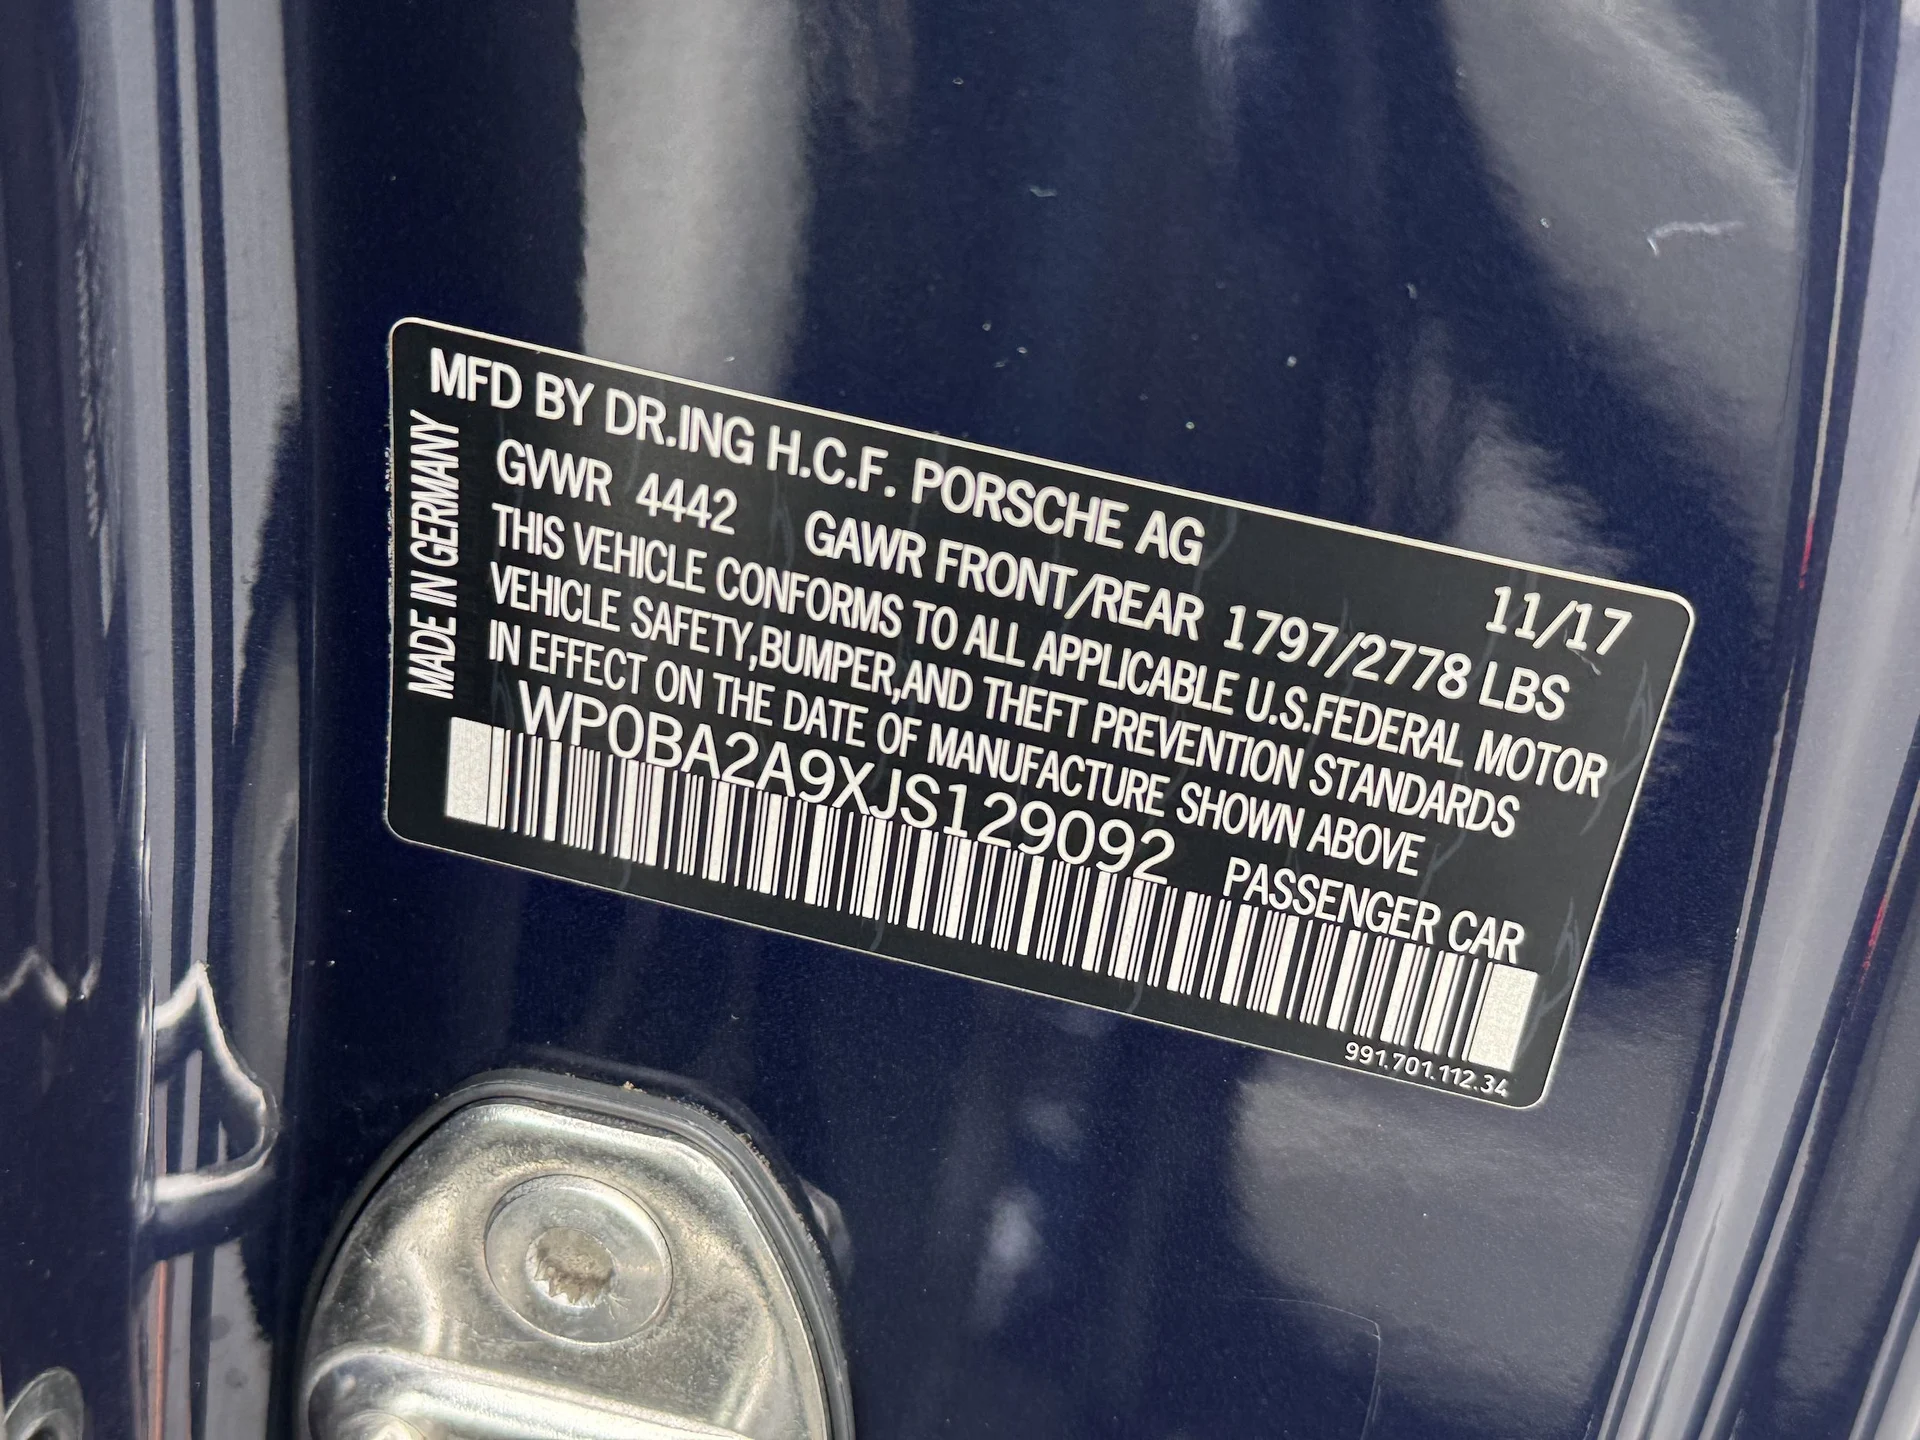 MFD BY DR.ING H.C.F. PORSCHE AG 11/17
GVWR 4442 GAWR FRONT/REAR 1797/2778 LBS
THIS VEHICLE CONFORMS TO ALL APPLICABLE U.S.FEDERAL MOTOR
VEHICLE SAFETY,BUMPER,AND THEFT PREVENTION STANDARDS
IN EFFECT ON THE DATE OF MANUFACTURE SHOWN ABOVE
WP0BA2A9XJS129092 PASSENGER CAR
991.701.112.34
MADE IN GERMANY